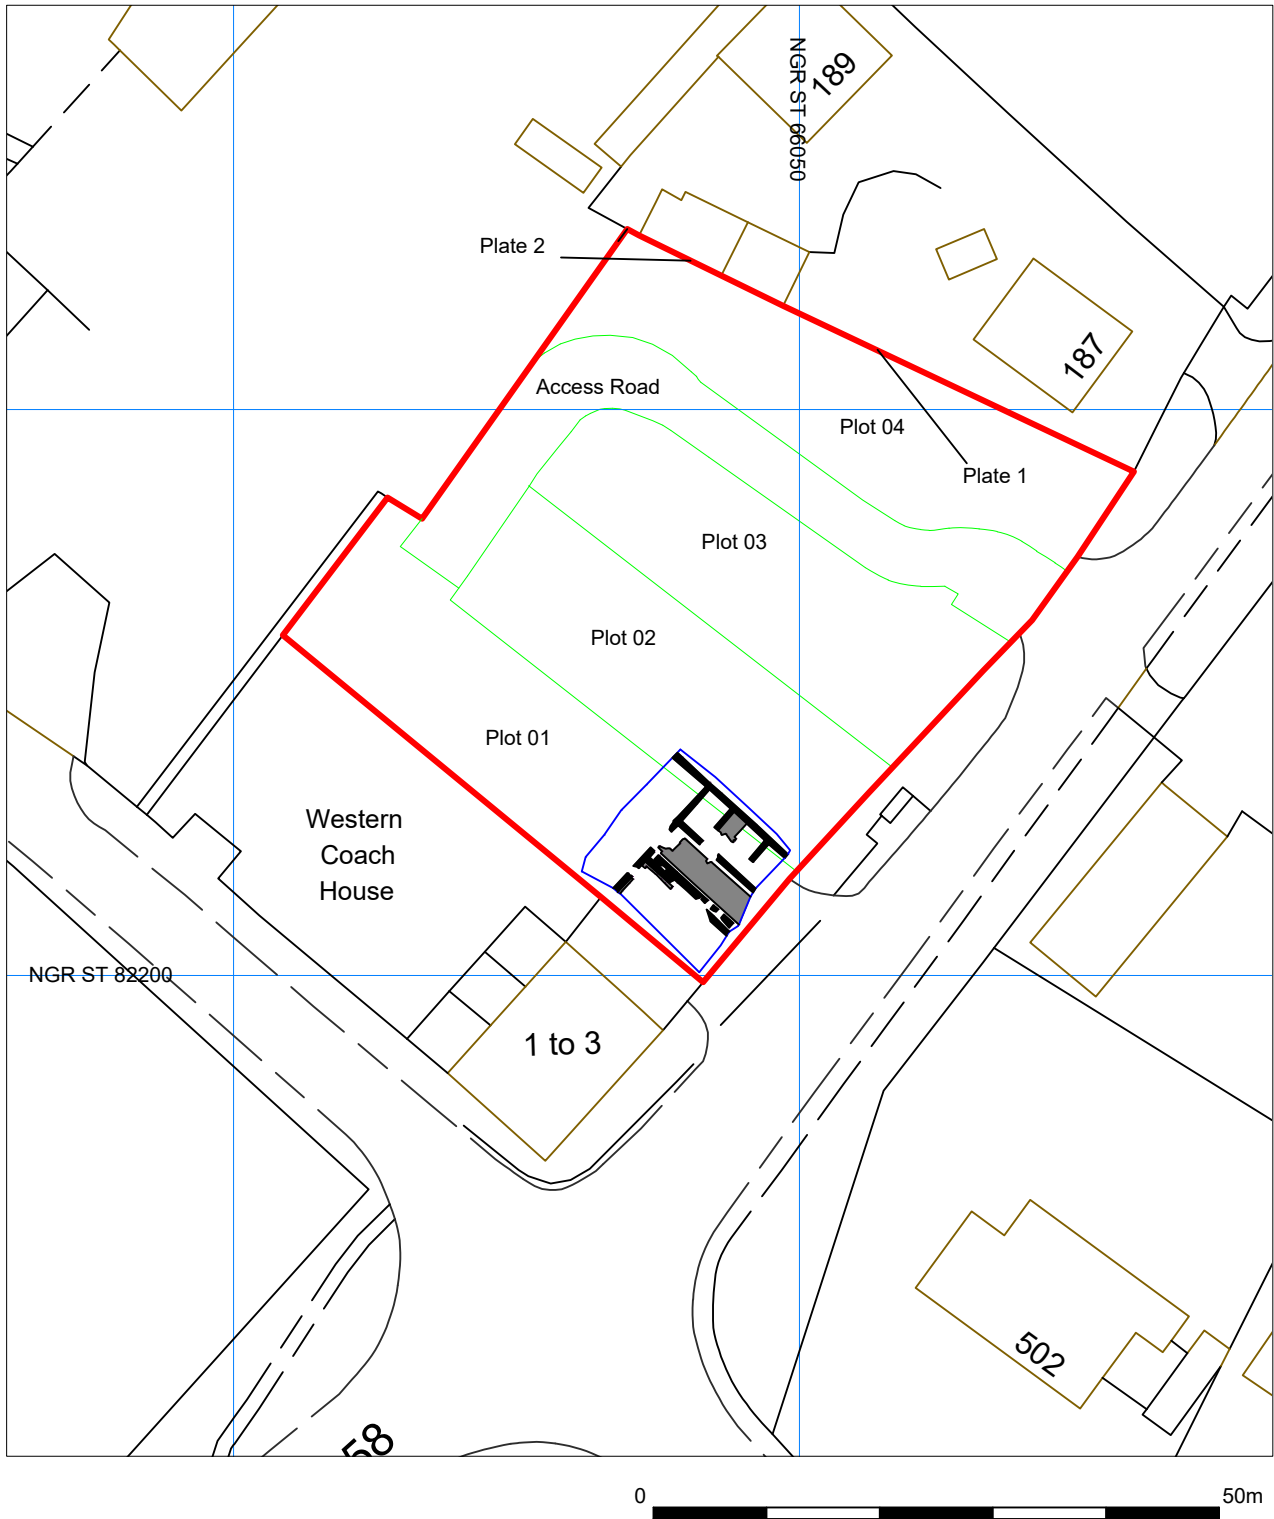 NGR ST 66050
189
Plate 2
187
Access Road
Plot 04
Plate 1
Plot 03
Plot 02
Plot 01
Western
Coach
House
NGR ST 82200
1 to 3
502
58
0
50m